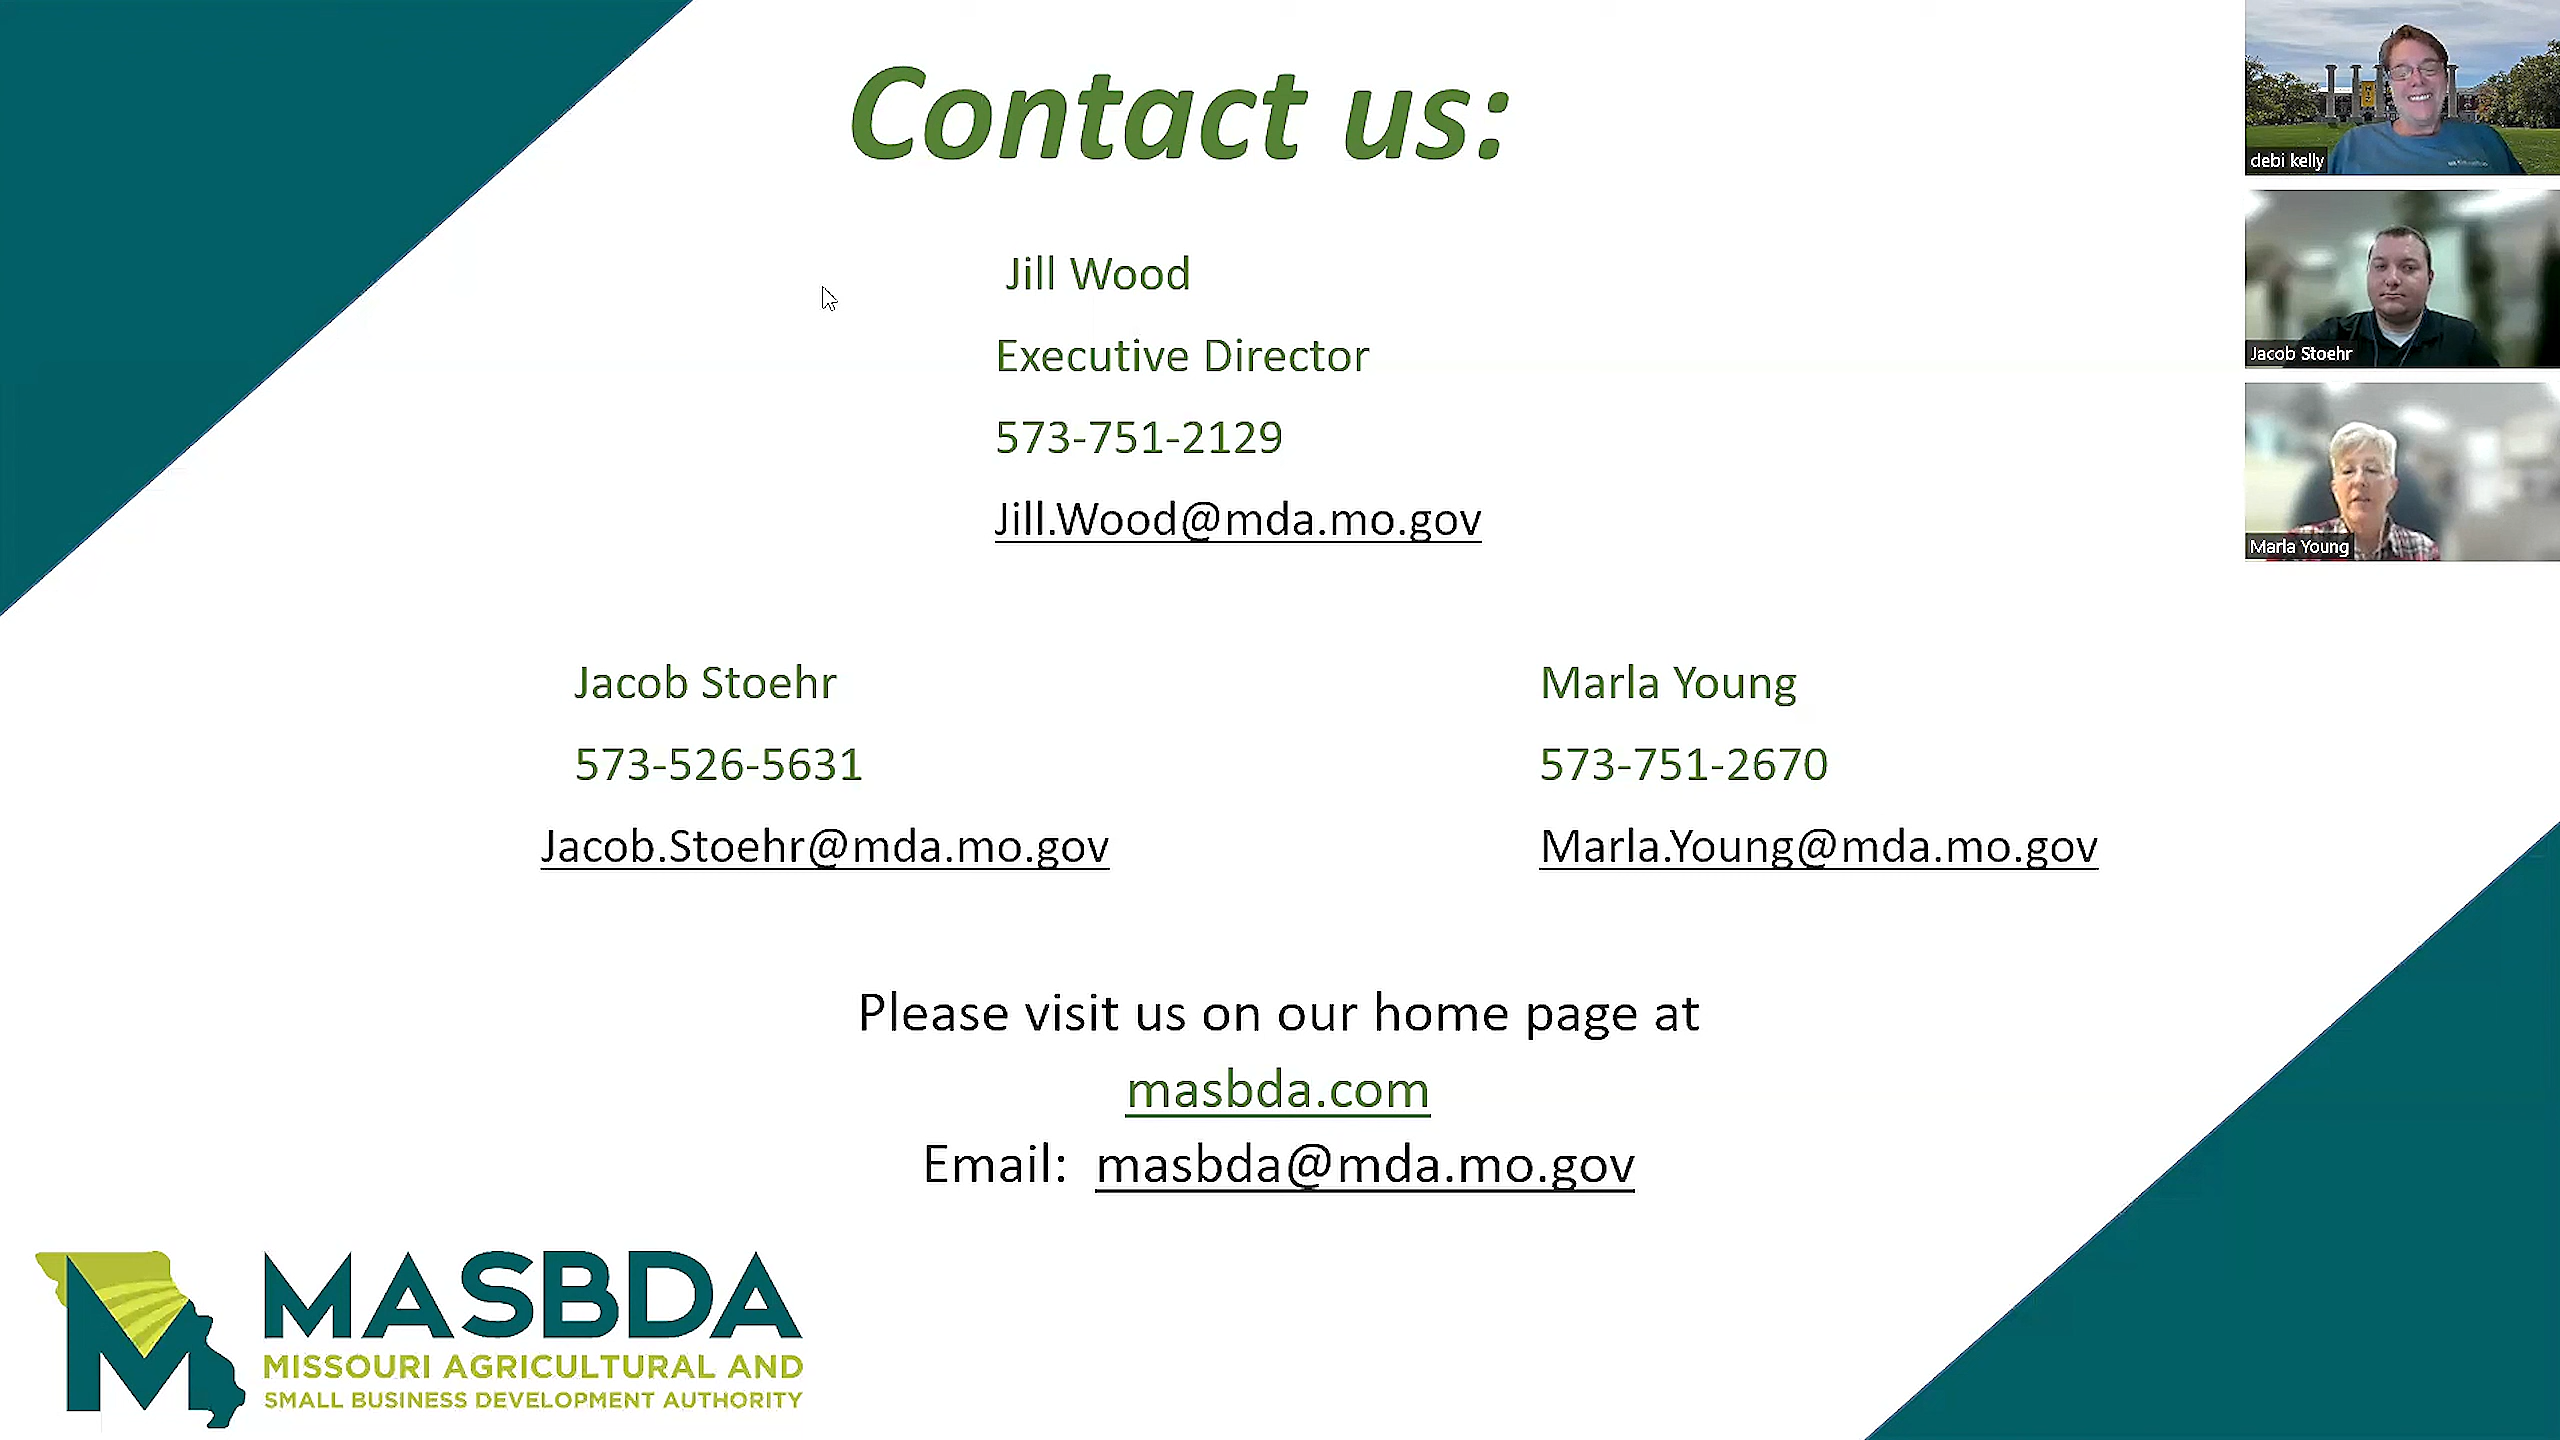 Contact us:
Jill Wood
Executive Director
573-751-2129
Jill.Wood@mda.mo.gov
Jacob Stoehr
573-526-5631
Jacob.Stoehr@mda.mo.gov
Marla Young
573-751-2670
Marla.Young@mda.mo.gov
Please visit us on our home page at
masbda.com
Email: masbda@mda.mo.gov
MASBDA
MISSOURI AGRICULTURAL AND
SMALL BUSINESS DEVELOPMENT AUTHORITY
debi kelly
Jacob Stoehr
Marla Young